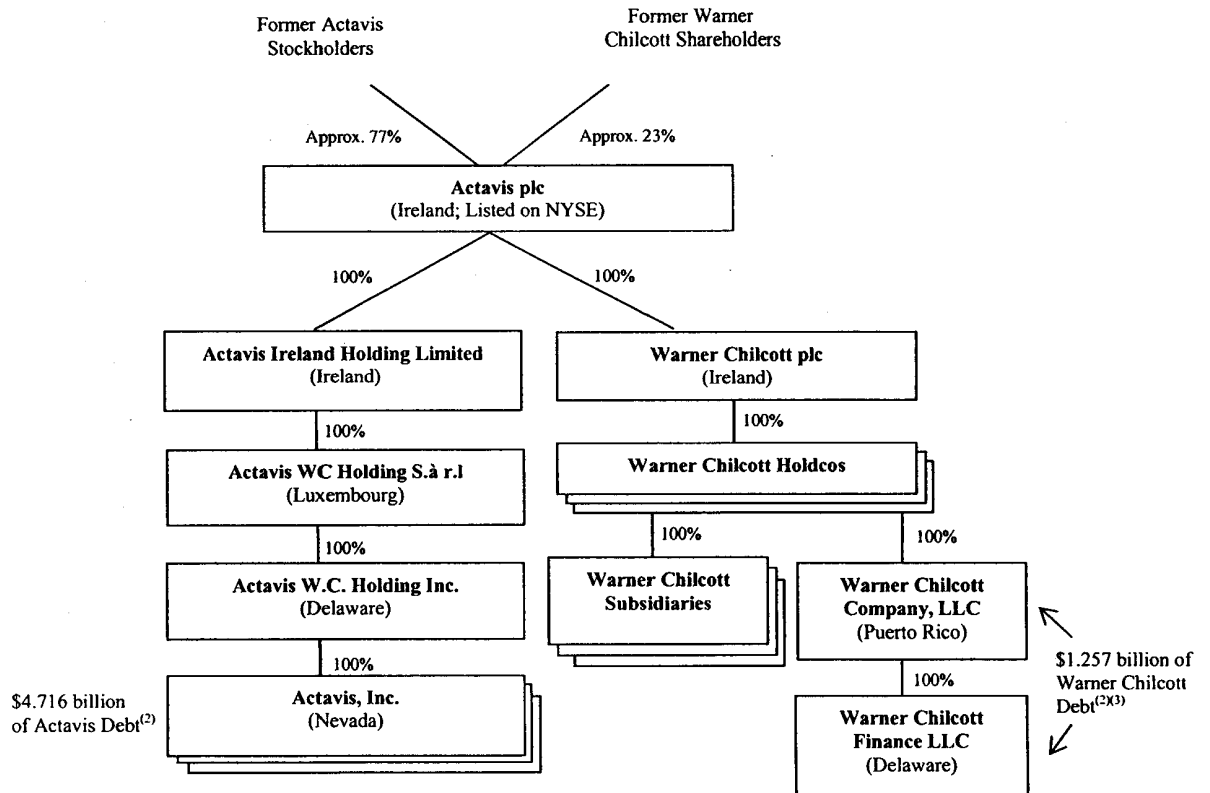 Former Actavis
Stockholders
Former Warner
Chilcott Shareholders
Approx. 77%
Approx. 23%
Actavis plc
(Ireland; Listed on NYSE)
100%
100%
Actavis Ireland Holding Limited
(Ireland)
Warner Chilcott plc
(Ireland)
100%
100%
Actavis WC Holding S.à r.l
(Luxembourg)
Warner Chilcott Holdcos
100%
100%
100%
Actavis W.C. Holding Inc.
(Delaware)
Warner Chilcott
Subsidiaries
Warner Chilcott
Company, LLC
(Puerto Rico)
100%
100%
$4.716 billion
of Actavis Debt(2)
Actavis, Inc.
(Nevada)
$1.257 billion of
Warner Chilcott
Debt(2)(3)
Warner Chilcott
Finance LLC
(Delaware)